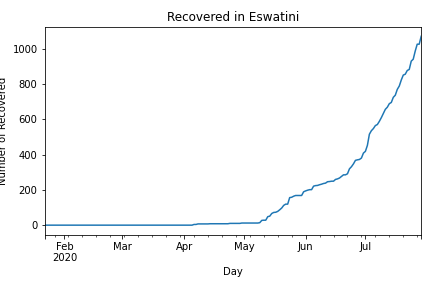 Recovered in Eswatini
Number of Recovered
1000
800
600
400
200
0
Feb
2020
Mar
Apr
May
Jun
Jul
Day